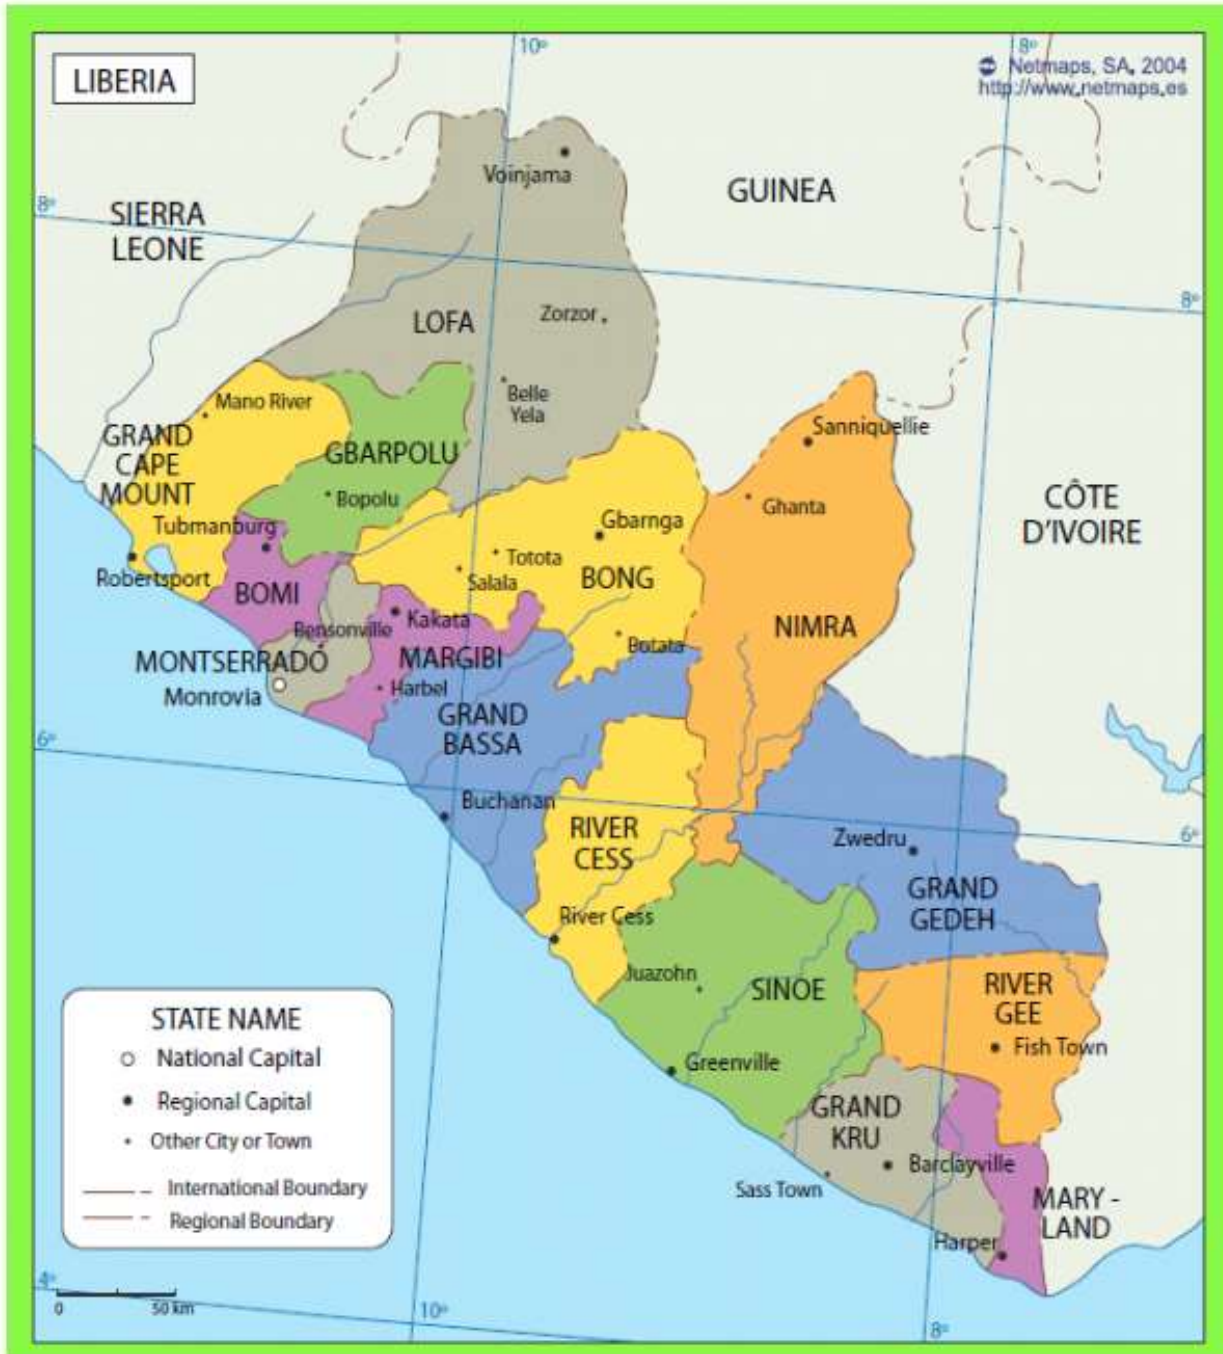 LIBERIA
10°
8°
Netmaps, SA, 2004
http://www.netmaps.es
Voinjama
GUINEA
8°
SIERRA
LEONE
8°
LOFA
Zorzor
Belle
Yela
Mano River
GRAND
CAPE
MOUNT
GBARPOLU
Bopolu
Sanniquellie
Ghanta
CÔTE
D'IVOIRE
Tubmanburg
Gbarnga
Totota
Salala
BONG
Robertsport
BOMI
Kakata
Bensonville
Botata
NIMRA
MONTSERRADO
MARGIBI
Monrovia
Harbel
GRAND
BASSA
6°
Buchanan
RIVER
CESS
Zwedru
6°
GRAND
GEDEH
River Cess
Juazohn
SINOE
RIVER
GEE
Fish Town
Greenville
GRAND
KRU
Barclayville
Sass Town
MARY -
LAND
Harper
STATE NAME
National Capital
Regional Capital
Other City or Town
International Boundary
Regional Boundary
4°
0
50 km
10°
8°